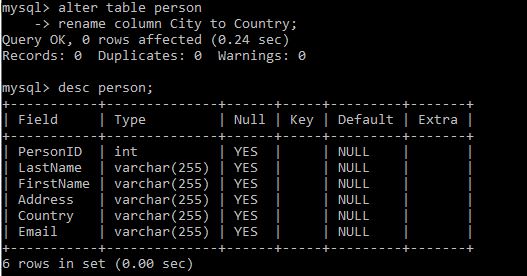 mysql> alter table person
    -> rename column City to Country;
Query OK, 0 rows affected (0.24 sec)
Records: 0  Duplicates: 0  Warnings: 0

mysql> desc person;
+-----------+--------------+------+-----+---------+-------+
| Field     | Type         | Null | Key | Default | Extra |
+-----------+--------------+------+-----+---------+-------+
| PersonID  | int          | YES  |     | NULL    |       |
| LastName  | varchar(255) | YES  |     | NULL    |       |
| FirstName | varchar(255) | YES  |     | NULL    |       |
| Address   | varchar(255) | YES  |     | NULL    |       |
| Country   | varchar(255) | YES  |     | NULL    |       |
| Email     | varchar(255) | YES  |     | NULL    |       |
+-----------+--------------+------+-----+---------+-------+
6 rows in set (0.00 sec)